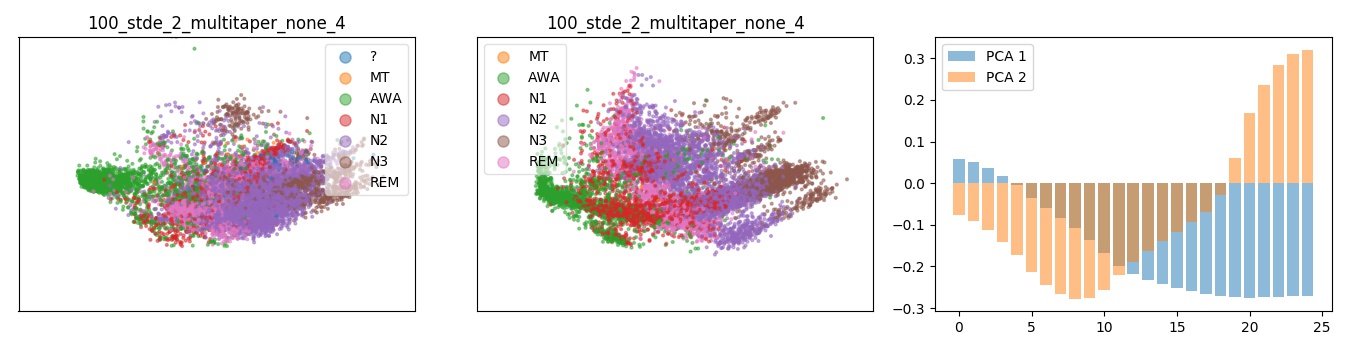 100_stde_2_multitaper_none_4
?
MT
AWA
N1
N2
N3
REM
100_stde_2_multitaper_none_4
MT
AWA
N1
N2
N3
REM
PCA 1
PCA 2
0.3
0.2
0.1
0.0
−0.1
−0.2
−0.3
0 5 10 15 20 25